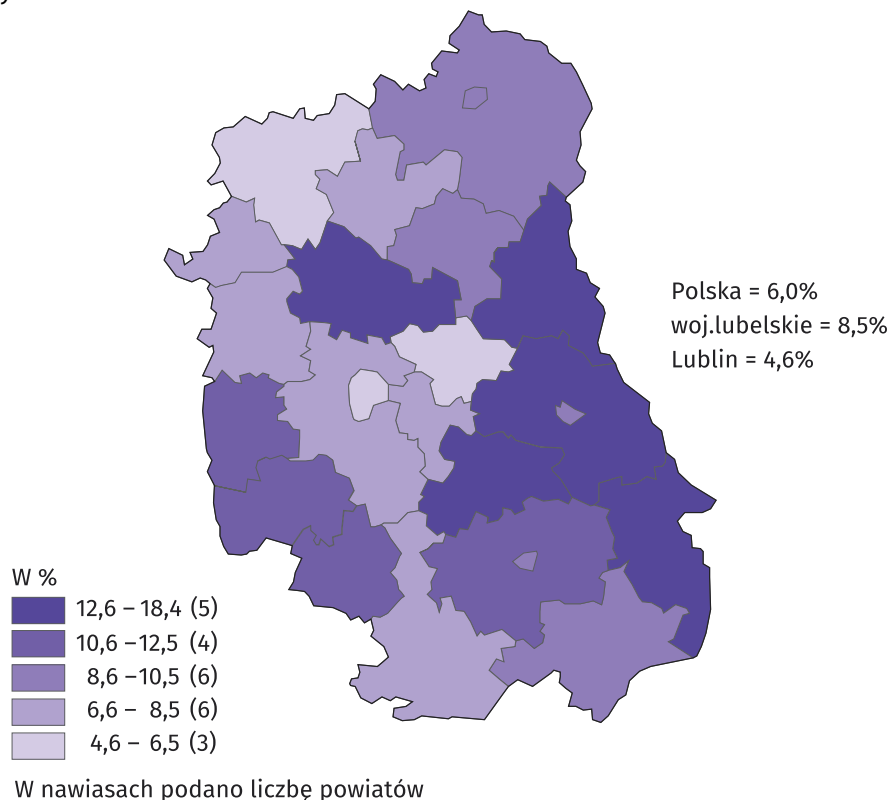 Polska = 6,0%
woj.lubelskie = 8,5%
Lublin = 4,6%
W %
12,6 – 18,4 (5)
10,6 –12,5 (4)
8,6 –10,5 (6)
6,6 – 8,5 (6)
4,6 – 6,5 (3)
W nawiasach podano liczbę powiatów